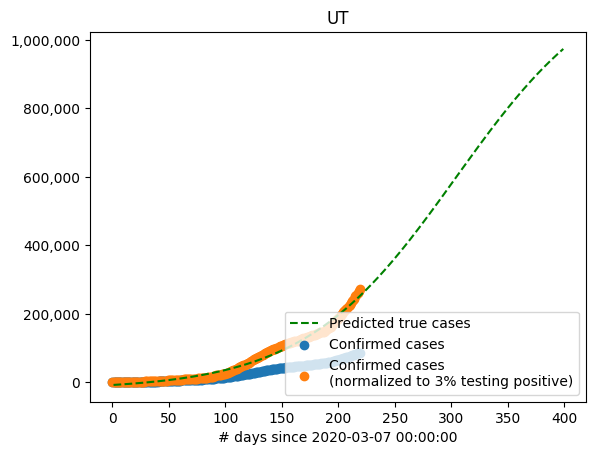 UT
1,000,000
800,000
600,000
400,000
200,000
0
Predicted true cases
Confirmed cases
Confirmed cases
(normalized to 3% testing positive)
0 50 100 150 200 250 300 350 400
# days since 2020-03-07 00:00:00